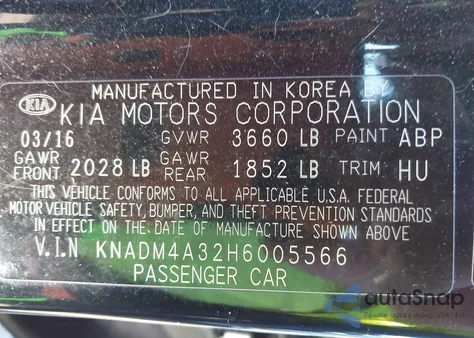 MANUFACTURED IN KOREA BY
KIA KIA MOTORS CORPORATION
03/16 GVWR 3660 LB PAINT ABP
GAWR FRONT 2028 LB GAWR REAR 1852 LB TRIM HU
THIS VEHICLE CONFORMS TO ALL APPLICABLE U.S.A. FEDERAL
MOTOR VEHICLE SAFETY, BUMPER, AND THEFT PREVENTION STANDARDS
IN EFFECT ON THE DATE OF MANUFACTURE SHOWN ABOVE
V.I.N. KNADM4A32H6005566
PASSENGER CAR
autoSnap